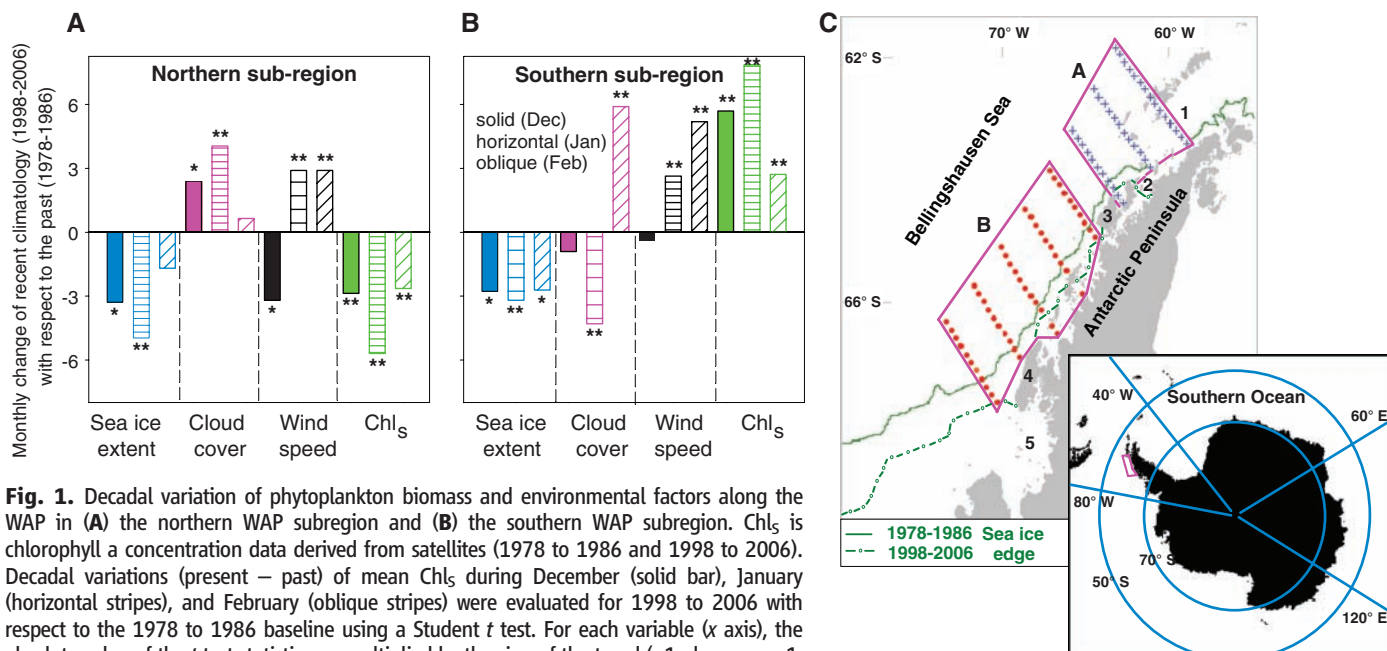 A
B
C
Monthly change of recent climatology (1998-2006)
with respect to the past (1978-1986)
Northern sub-region
6
3
0
-3
-6
*
**
*
**
*
**
**
**
**
**
Sea ice
extent
Cloud
cover
Wind
speed
ChlS
Southern sub-region
solid (Dec)
horizontal (Jan)
oblique (Feb)
*
**
*
**
**
**
**
**
**
**
Sea ice
extent
Cloud
cover
Wind
speed
ChlS
70° W
60° W
62° S
66° S
A
B
1
2
3
4
5
Bellingshausen Sea
Antarctic Peninsula
1978-1986 Sea ice
1998-2006 edge
Southern Ocean
40° W
60° E
80° W
70° S
50° S
120° E
Fig. 1. Decadal variation of phytoplankton biomass and environmental factors along the
WAP in (A) the northern WAP subregion and (B) the southern WAP subregion. ChlS is
chlorophyll a concentration data derived from satellites (1978 to 1986 and 1998 to 2006).
Decadal variations (present − past) of mean ChlS during December (solid bar), January
(horizontal stripes), and February (oblique stripes) were evaluated for 1998 to 2006 with
respect to the 1978 to 1986 baseline using a Student t test. For each variable (x axis), the